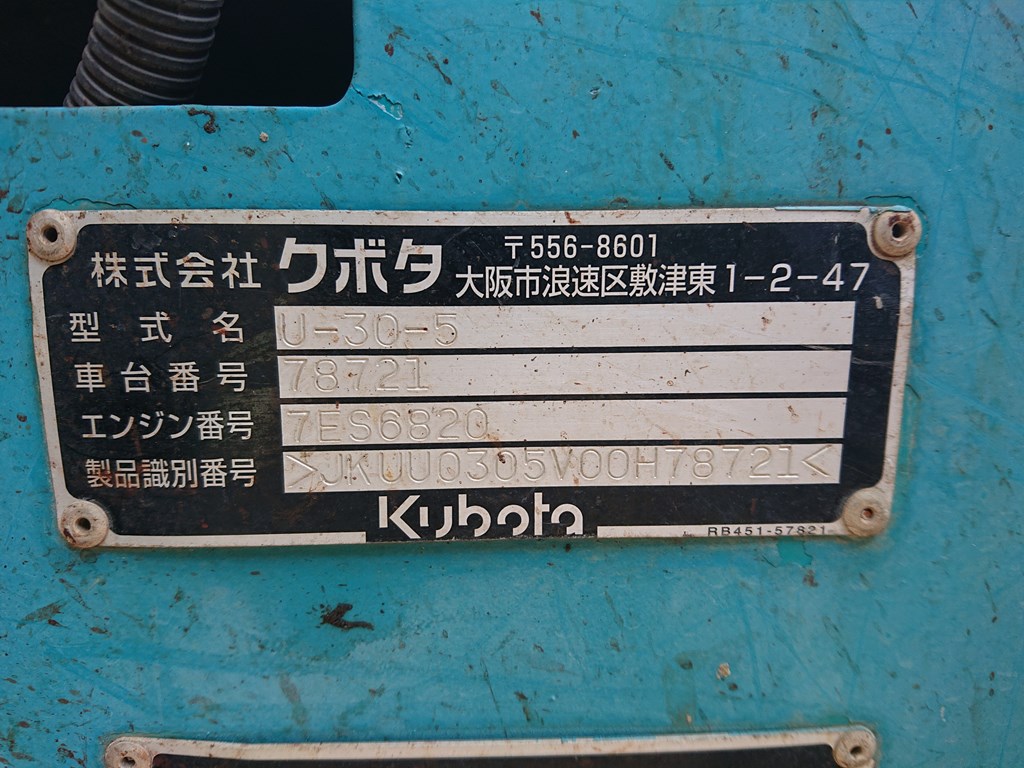 株式会社 クボタ 〒556-8601
大阪市浪速区敷津東1-2-47
型式名 U-30-5
車台番号 78721
エンジン番号 7ES6820
製品識別番号 >JKUU0305V00H78721<
Kubota
RB451-57821